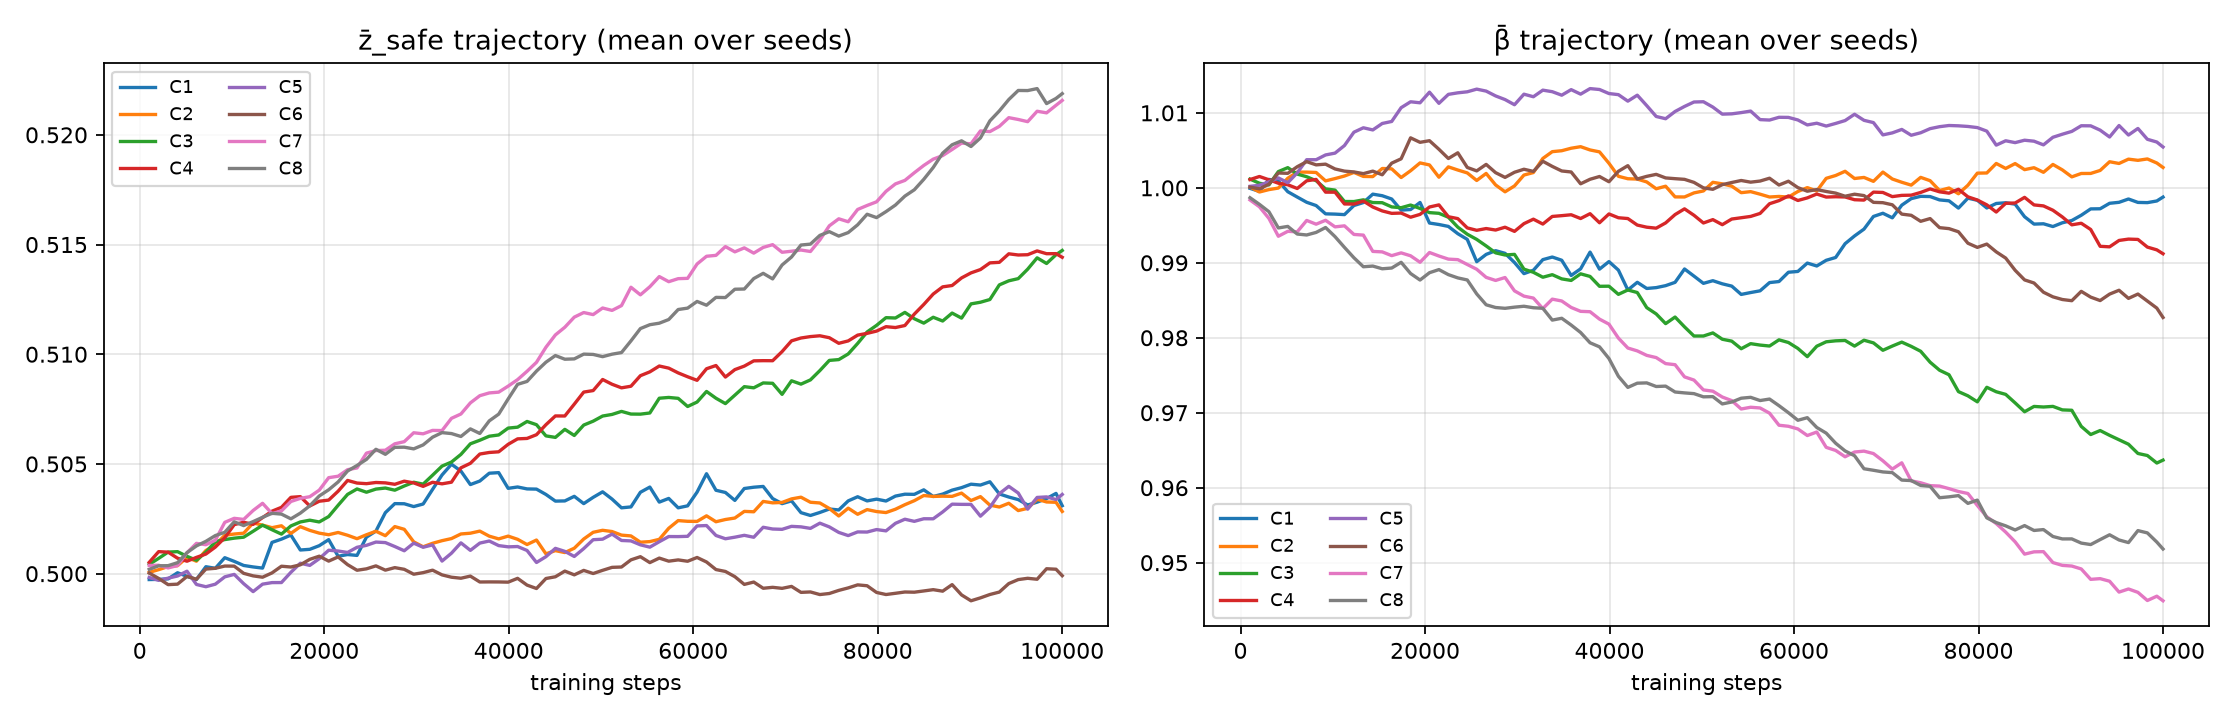 z̄_safe trajectory (mean over seeds)
C1 C5
C2 C6
C3 C7
C4 C8
0.520
0.515
0.510
0.505
0.500
0 20000 40000 60000 80000 100000
training steps
β̄ trajectory (mean over seeds)
1.01
1.00
0.99
0.98
0.97
0.96
0.95
C1 C5
C2 C6
C3 C7
C4 C8
0 20000 40000 60000 80000 100000
training steps